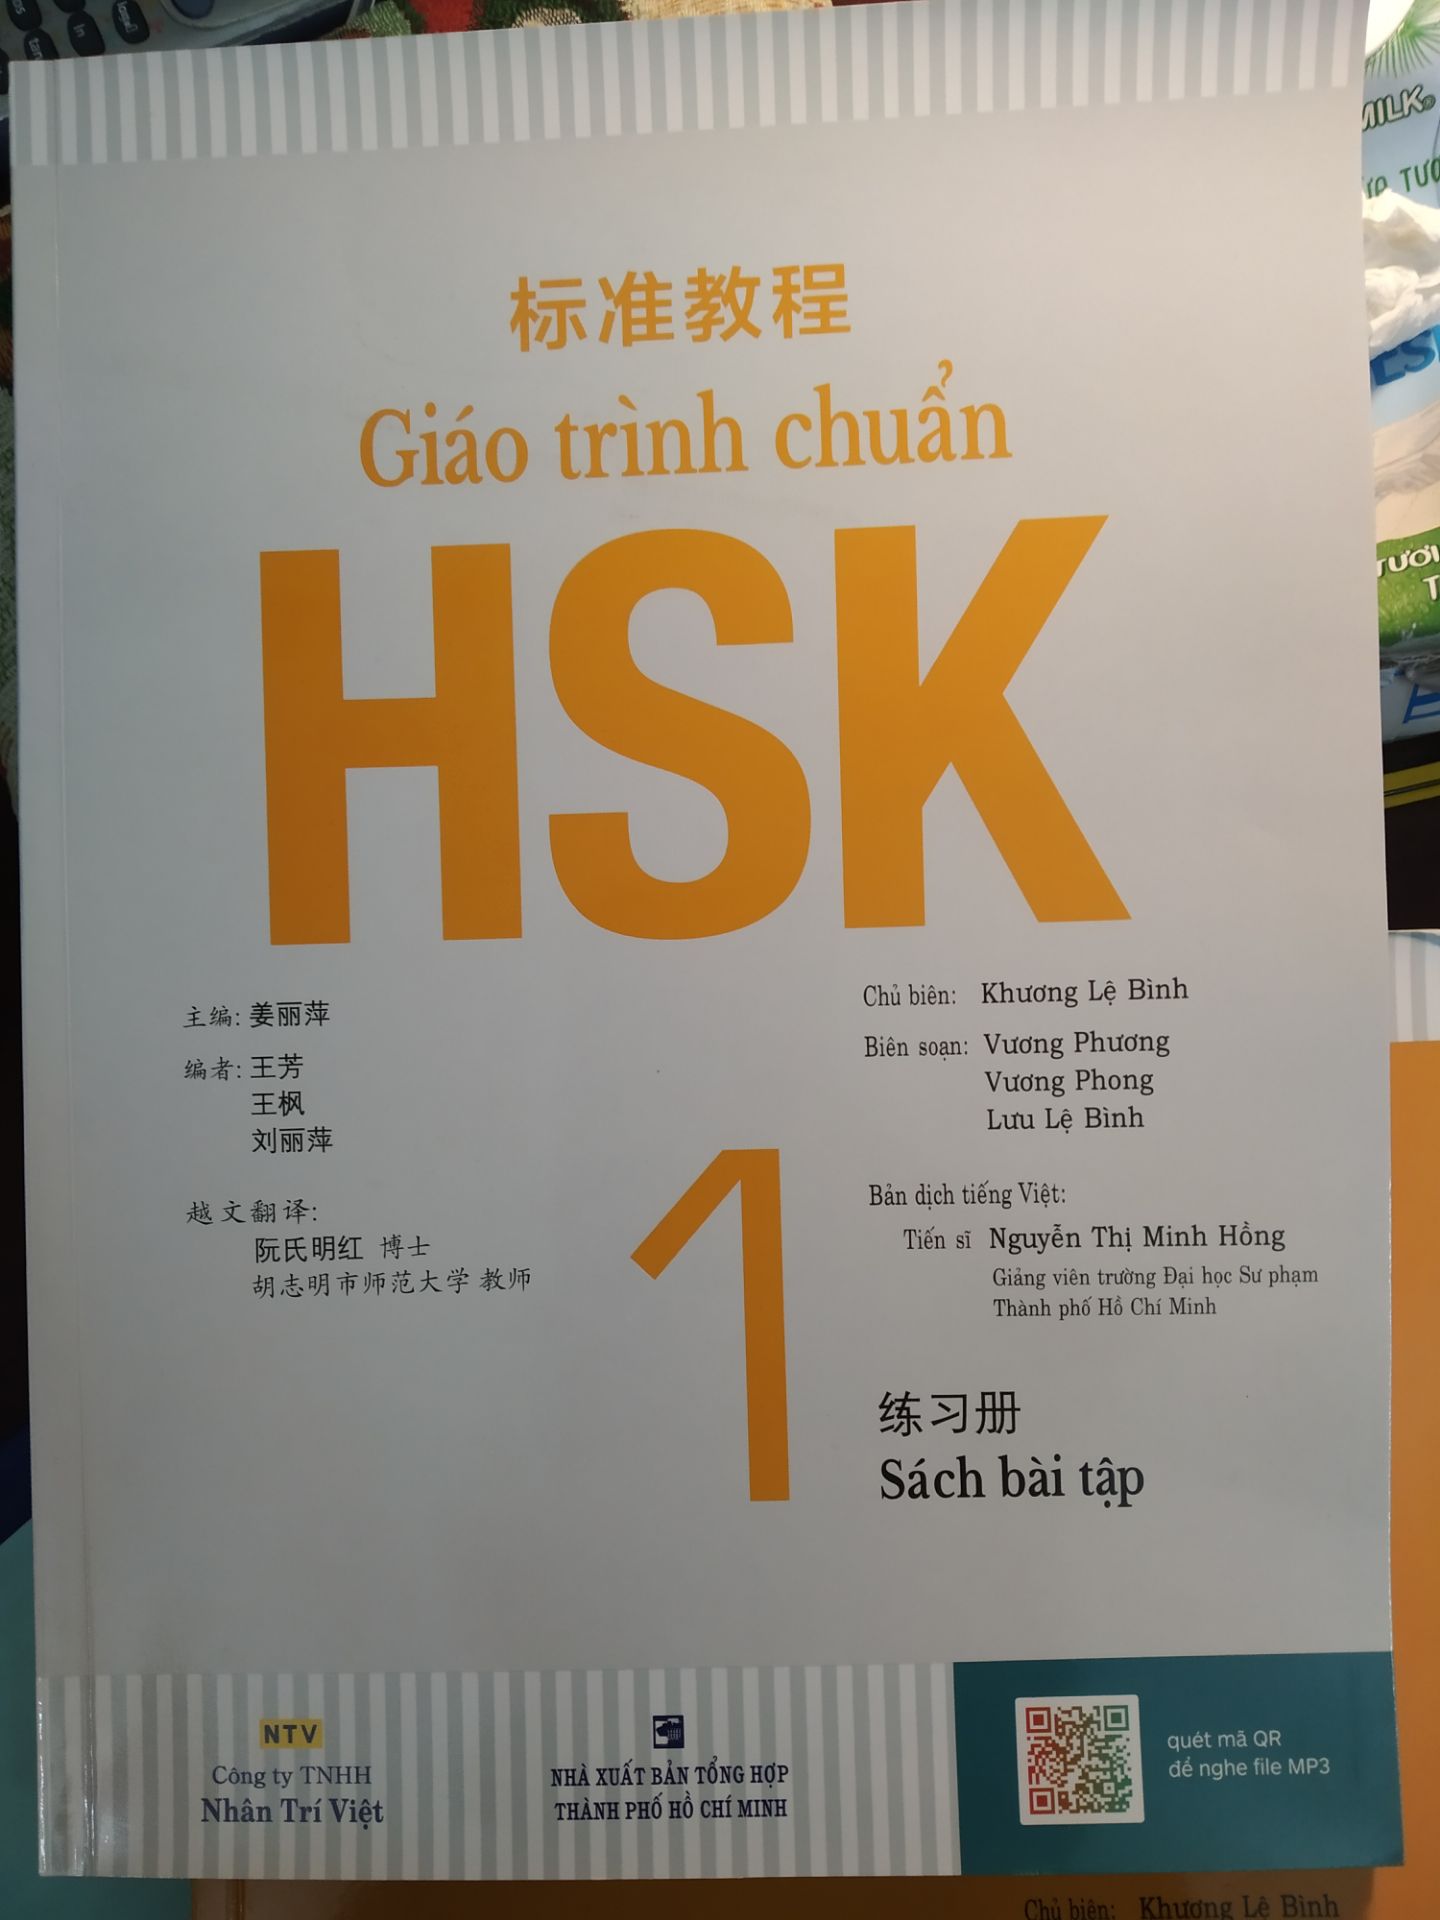 标准教程
Giáo trình chuẩn
HSK
1
主编: 姜丽萍
编者: 王芳
王枫
刘丽萍
越文翻译:
阮氏明红 博士
胡志明市师范大学 教师
Chủ biên: Khương Lệ Bình
Biên soạn: Vương Phương
Vương Phong
Lưu Lệ Bình
Bản dịch tiếng Việt:
Tiến sĩ Nguyễn Thị Minh Hồng
Giảng viên trường Đại học Sư phạm
Thành phố Hồ Chí Minh
练习册
Sách bài tập
NTV
Công ty TNHH
Nhân Trí Việt
NHÀ XUẤT BẢN TỔNG HỢP
THÀNH PHỐ HỒ CHÍ MINH
quét mã QR
để nghe file MP3
Chủ biên: Khương Lệ Bình
MILK